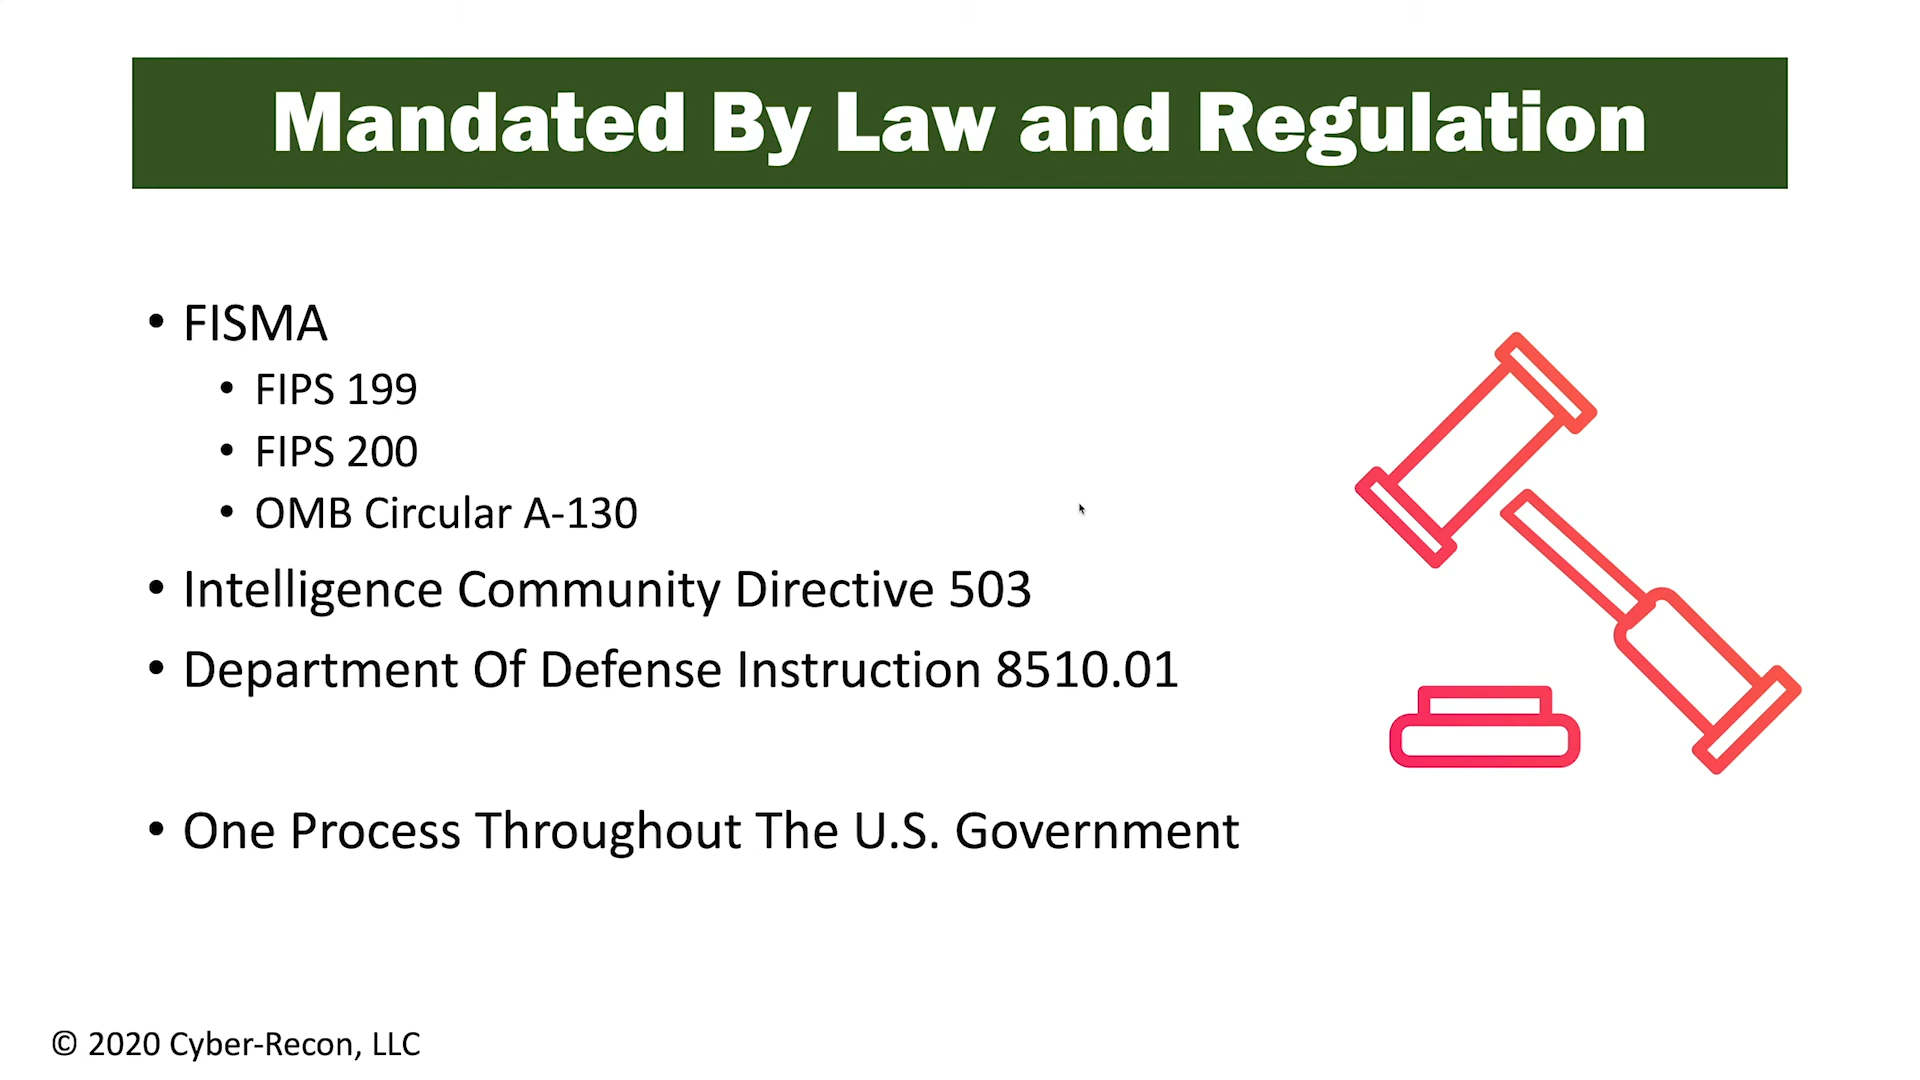 Mandated By Law and Regulation
• FISMA
• FIPS 199
• FIPS 200
• OMB Circular A-130
• Intelligence Community Directive 503
• Department Of Defense Instruction 8510.01
• One Process Throughout The U.S. Government
© 2020 Cyber-Recon, LLC